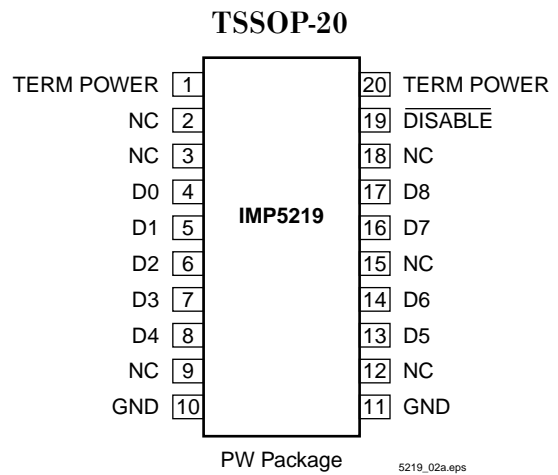 TSSOP-20
TERM POWER 1 20 TERM POWER
NC 2 19 DISABLE
NC 3 18 NC
D0 4 17 D8
D1 5 IMP5219 16 D7
D2 6 15 NC
D3 7 14 D6
D4 8 13 D5
NC 9 12 NC
GND 10 11 GND
PW Package
5219_02a.eps